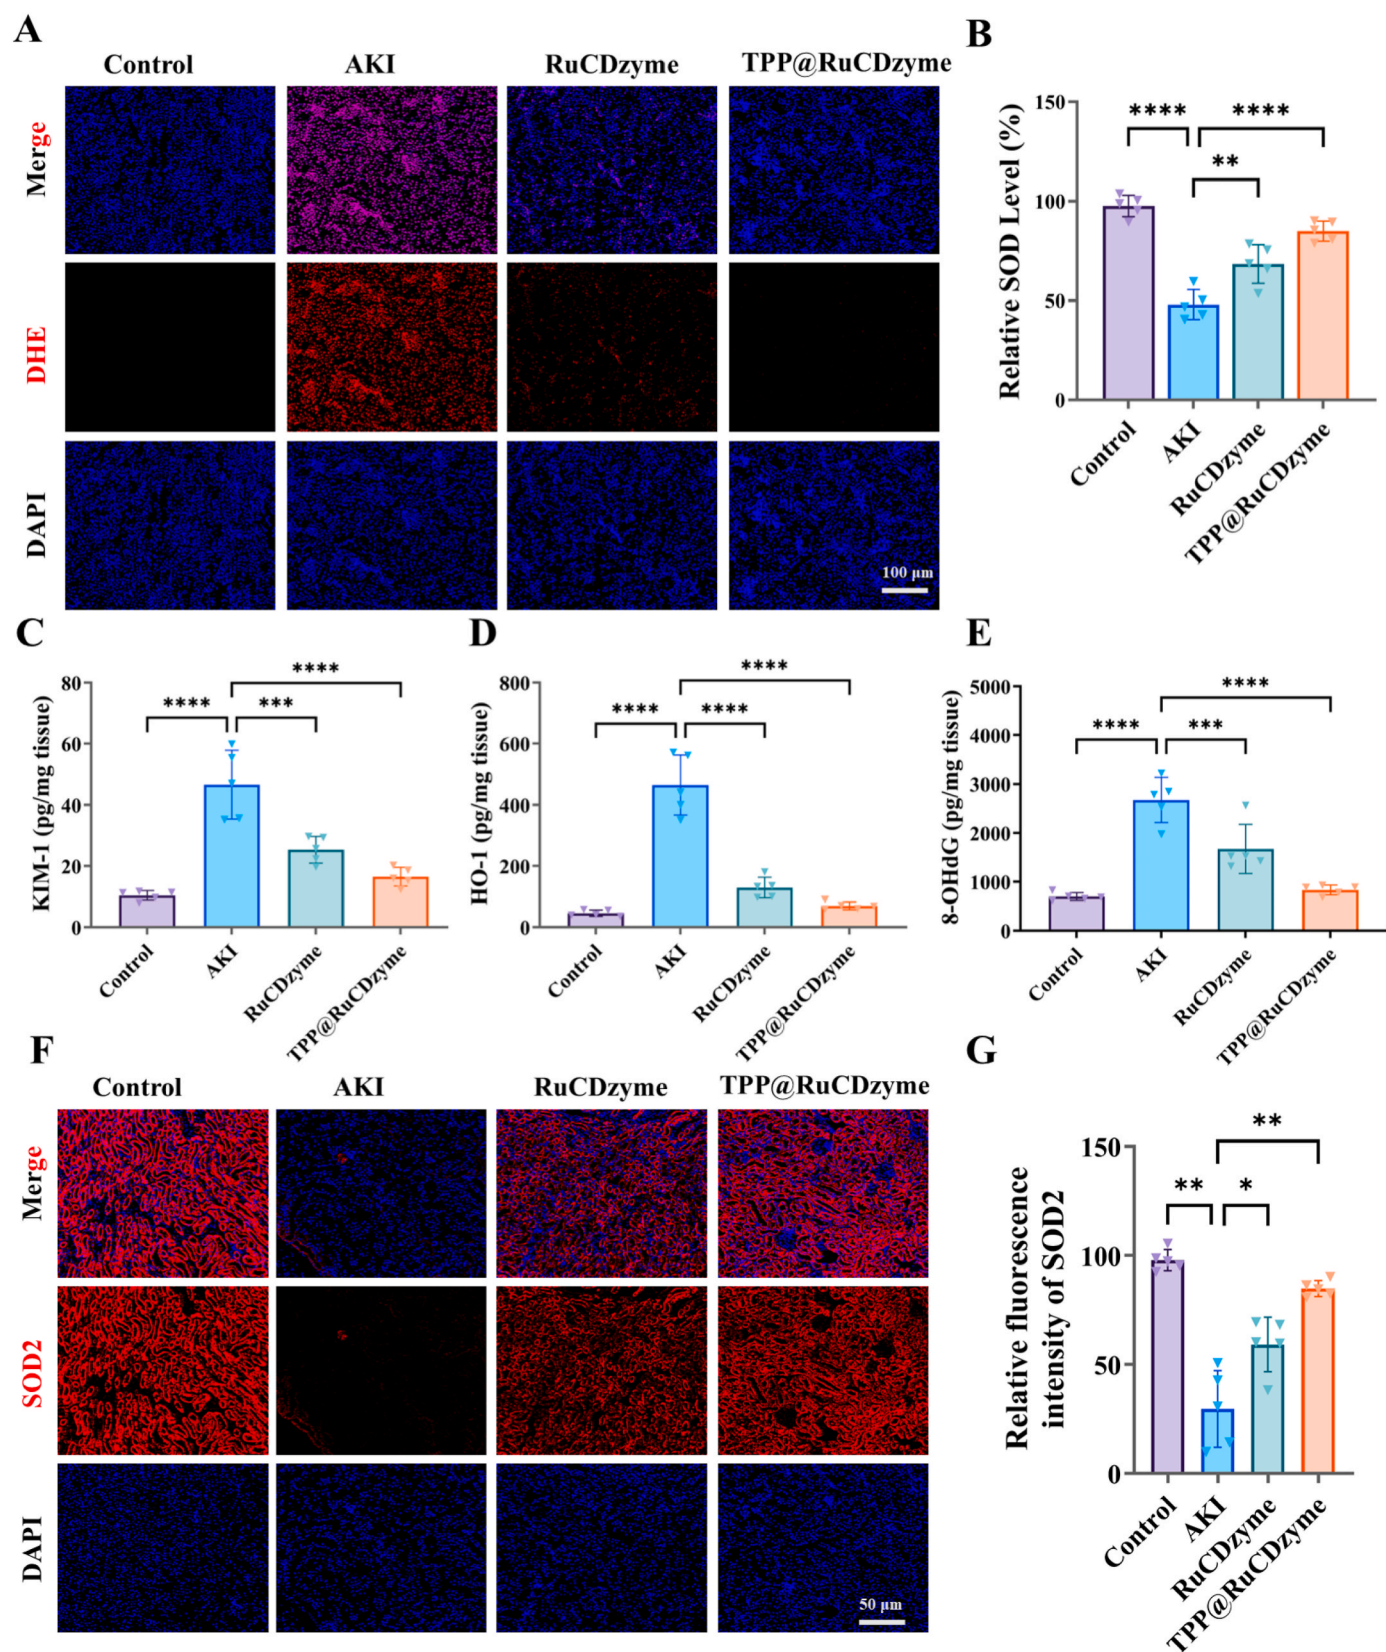 A
Control AKI RuCDzyme TPP@RuCDzyme
Merge
DHE
DAPI
100 μm
B
Relative SOD Level (%)
150
100
50
0
**** ****
**
Control AKI RuCDzyme TPP@RuCDzyme
C
KIM-1 (pg/mg tissue)
80
60
40
20
0
****
**** ***
Control AKI RuCDzyme TPP@RuCDzyme
D
HO-1 (pg/mg tissue)
800
600
400
200
0
****
**** ****
Control AKI RuCDzyme TPP@RuCDzyme
E
8-OHdG (pg/mg tissue)
5000
4000
3000
2000
1000
0
****
**** ***
Control AKI RuCDzyme TPP@RuCDzyme
F
Control AKI RuCDzyme TPP@RuCDzyme
Merge
SOD2
DAPI
50 μm
G
Relative fluorescence
intensity of SOD2
150
100
50
0
**
** *
Control AKI RuCDzyme TPP@RuCDzyme